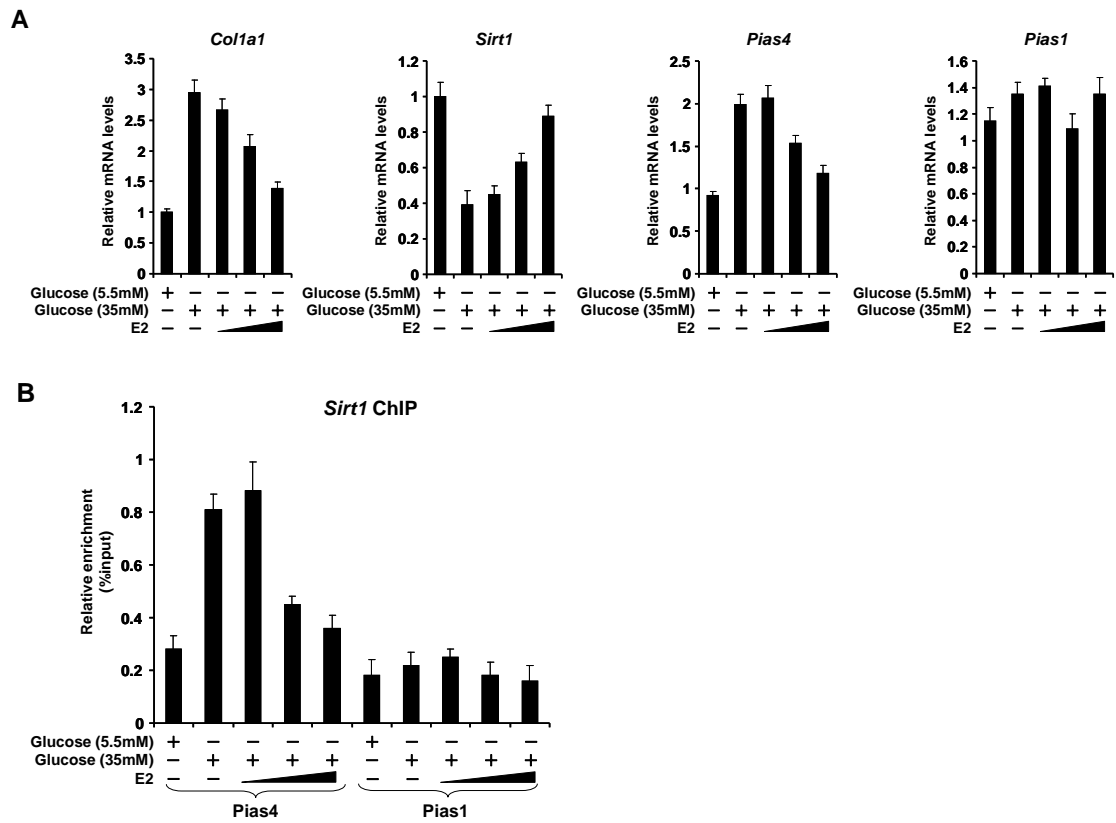 A
Col1a1
Sirt1
Pias4
Pias1
Relative mRNA levels
3.5
3
2.5
2
1.5
1
0.5
0
Relative mRNA levels
1.2
1
0.8
0.6
0.4
0.2
0
Relative mRNA levels
2.5
2
1.5
1
0.5
0
Relative mRNA levels
1.6
1.4
1.2
1
0.8
0.6
0.4
0.2
0
Glucose (5.5mM) + − − − −
Glucose (35mM) − + + + +
E2 − −
Glucose (5.5mM) + − − − −
Glucose (35mM) − + + + +
E2 − −
Glucose (5.5mM) + − − − −
Glucose (35mM) − + + + +
E2 − −
Glucose (5.5mM) + − − − −
Glucose (35mM) − + + + +
E2 − −
B
Sirt1 ChIP
Relative enrichment
(%input)
1.2
1
0.8
0.6
0.4
0.2
0
Glucose (5.5mM) + − − − − + − − − −
Glucose (35mM) − + + + + − + + + +
E2 − − − −
Pias4
Pias1